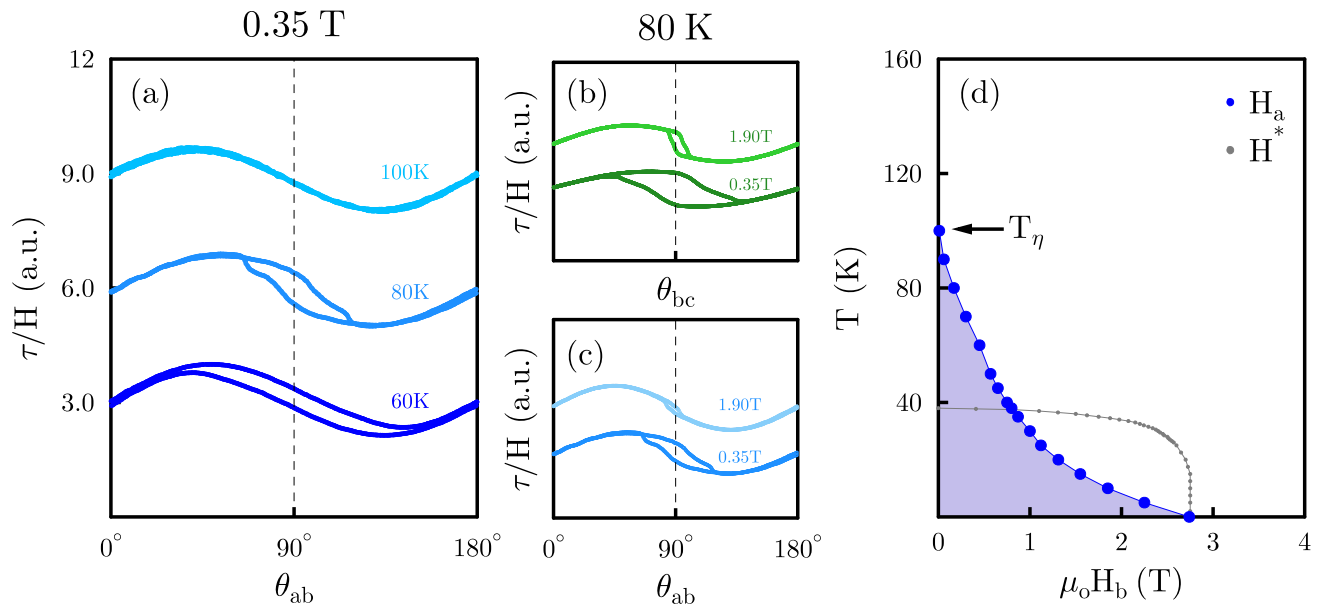 0.35 T
80 K
(a)
12
9.0
6.0
3.0
τ/H (a.u.)
100K
80K
60K
0° 90° 180°
θab
(b)
τ/H (a.u.)
1.90T
0.35T
θbc
(c)
τ/H (a.u.)
1.90T
0.35T
0° 90° 180°
θab
(d)
Ha
H*
Tη
160
120
80
40
T (K)
0 1 2 3 4
μoHb (T)